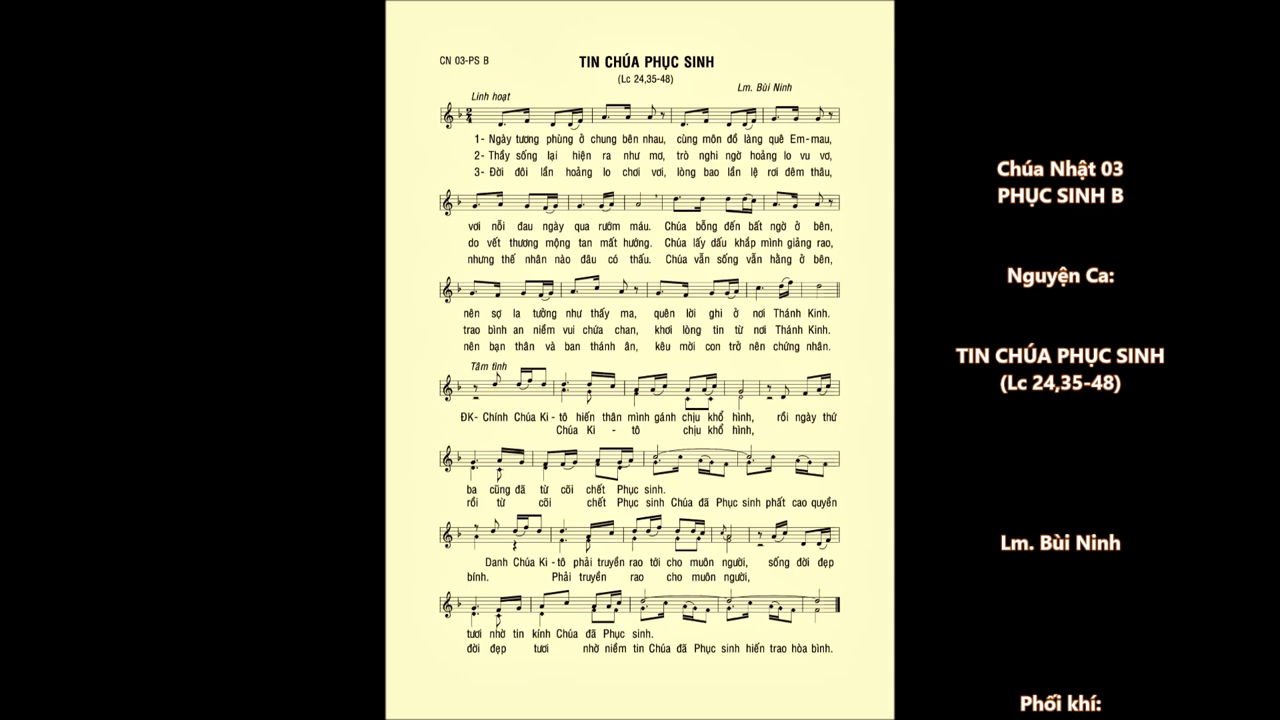 CN 03-PS B
TIN CHÚA PHỤC SINH
(Lc 24,35-48)
Lm. Bùi Ninh
Linh hoạt
1- Ngày tương phùng ở chung bên nhau, cùng môn đồ làng quê Em-mau,
2- Thầy sống lại hiện ra như mơ, trò nghi ngờ hoảng lo vu vơ,
3- Đời đôi lần hoảng lo chơi vơi, lòng bao lần lệ rơi đêm thâu,
vơi nỗi đau ngày qua rướm máu. Chúa bỗng đến bất ngờ ở bên,
do vết thương mộng tan mất hướng. Chúa lấy dấu khắp mình giảng rao,
nhưng thế nhân nào đâu có thấu. Chúa vẫn sống vẫn hằng ở bên,
nên sợ la tưởng như thấy ma, quên lời ghi ở nơi Thánh Kinh.
trao bình an niềm vui chứa chan, khơi lòng tin từ nơi Thánh Kinh.
nên bạn thân và ban thánh ân, kêu mời con trở nên chứng nhân.
Tâm tình
ĐK- Chính Chúa Ki-tô hiến thân mình gánh chịu khổ hình, rồi ngày thứ
Chúa Ki - tô chịu khổ hình,
ba cũng đã từ cõi chết Phục sinh.
rồi từ cõi chết Phục sinh Chúa đã Phục sinh phất cao quyền
Danh Chúa Ki-tô phải truyền rao tới cho muôn người, sống đời đẹp
bính. Phải truyền rao cho muôn người,
tươi nhờ tin kính Chúa đã Phục sinh.
đời đẹp tươi nhờ niềm tin Chúa đã Phục sinh hiến trao hòa bình.
Chúa Nhật 03
PHỤC SINH B
Nguyện Ca:
TIN CHÚA PHỤC SINH
(Lc 24,35-48)
Lm. Bùi Ninh
Phối khí: